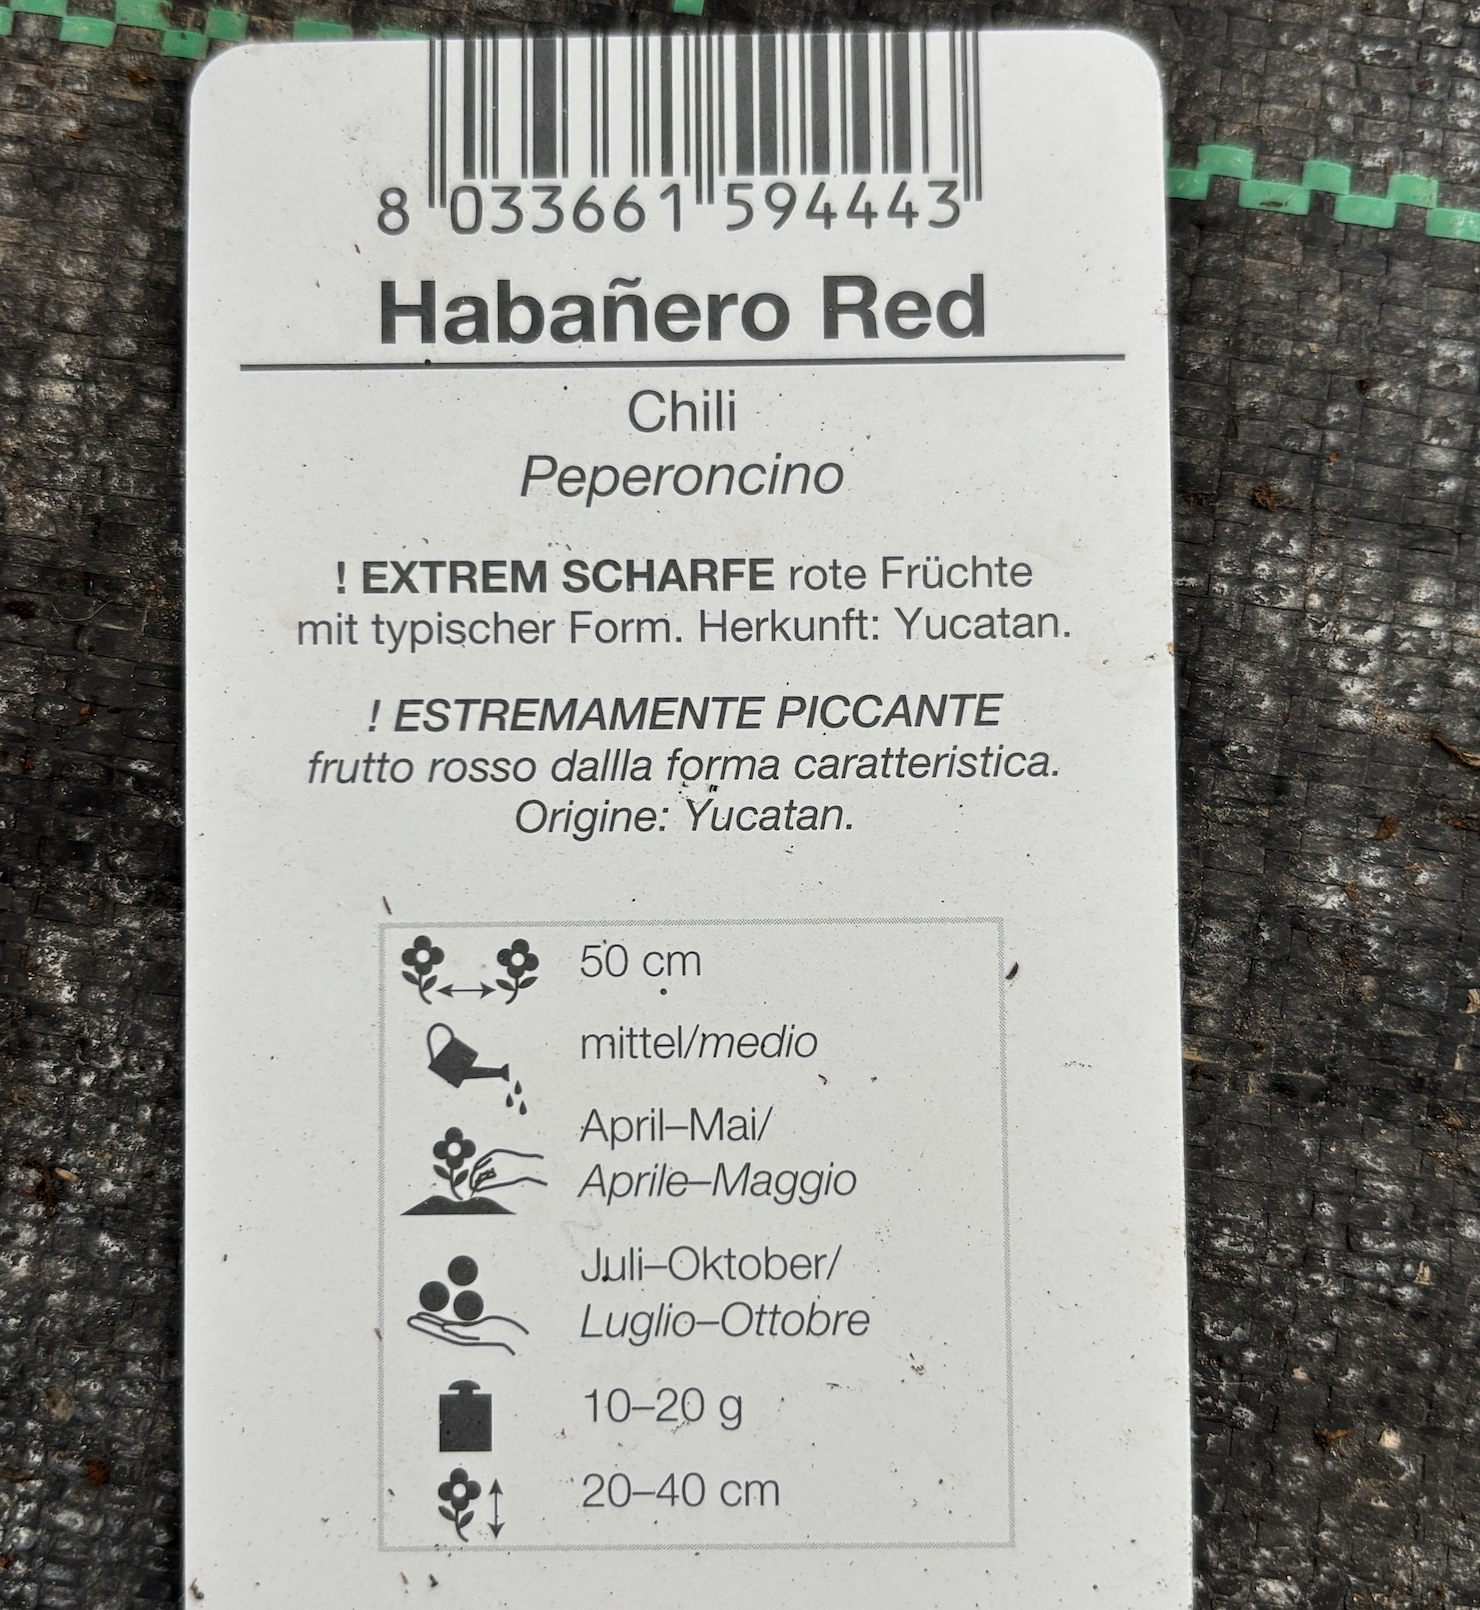 8 033661 594443
Habañero Red
Chili
Peperoncino
! EXTREM SCHARFE rote Früchte
mit typischer Form. Herkunft: Yucatan.
! ESTREMAMENTE PICCANTE
frutto rosso dallla forma caratteristica.
Origine: Yucatan.
50 cm
mittel/medio
April–Mai/
Aprile–Maggio
Juli–Oktober/
Luglio–Ottobre
10–20 g
20–40 cm